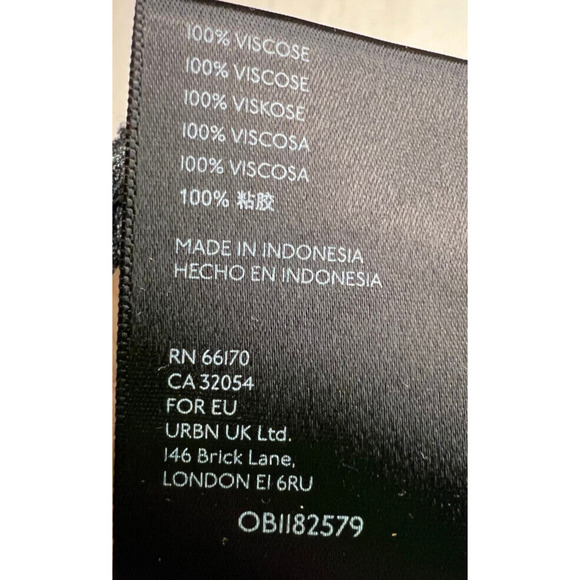 100% VISCOSE
100% VISCOSE
100% VISKOSE
100% VISCOSA
100% VISCOSA
100% 粘胶
MADE IN INDONESIA
HECHO EN INDONESIA
RN 66170
CA 32054
FOR EU
URBN UK Ltd.
146 Brick Lane,
LONDON E1 6RU
OB1182579